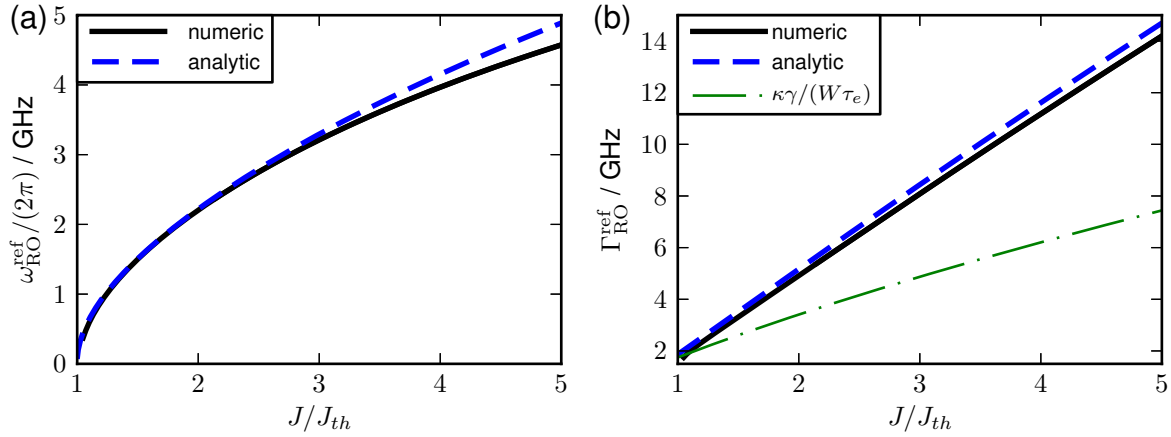 (a)
numeric
analytic
ω_RO^ref/(2π) / GHz
5
4
3
2
1
0
1 2 3 4 5
J/J_th
(b)
numeric
analytic
κγ/(Wτ_e)
Γ_RO^ref / GHz
14
12
10
8
6
4
2
1 2 3 4 5
J/J_th